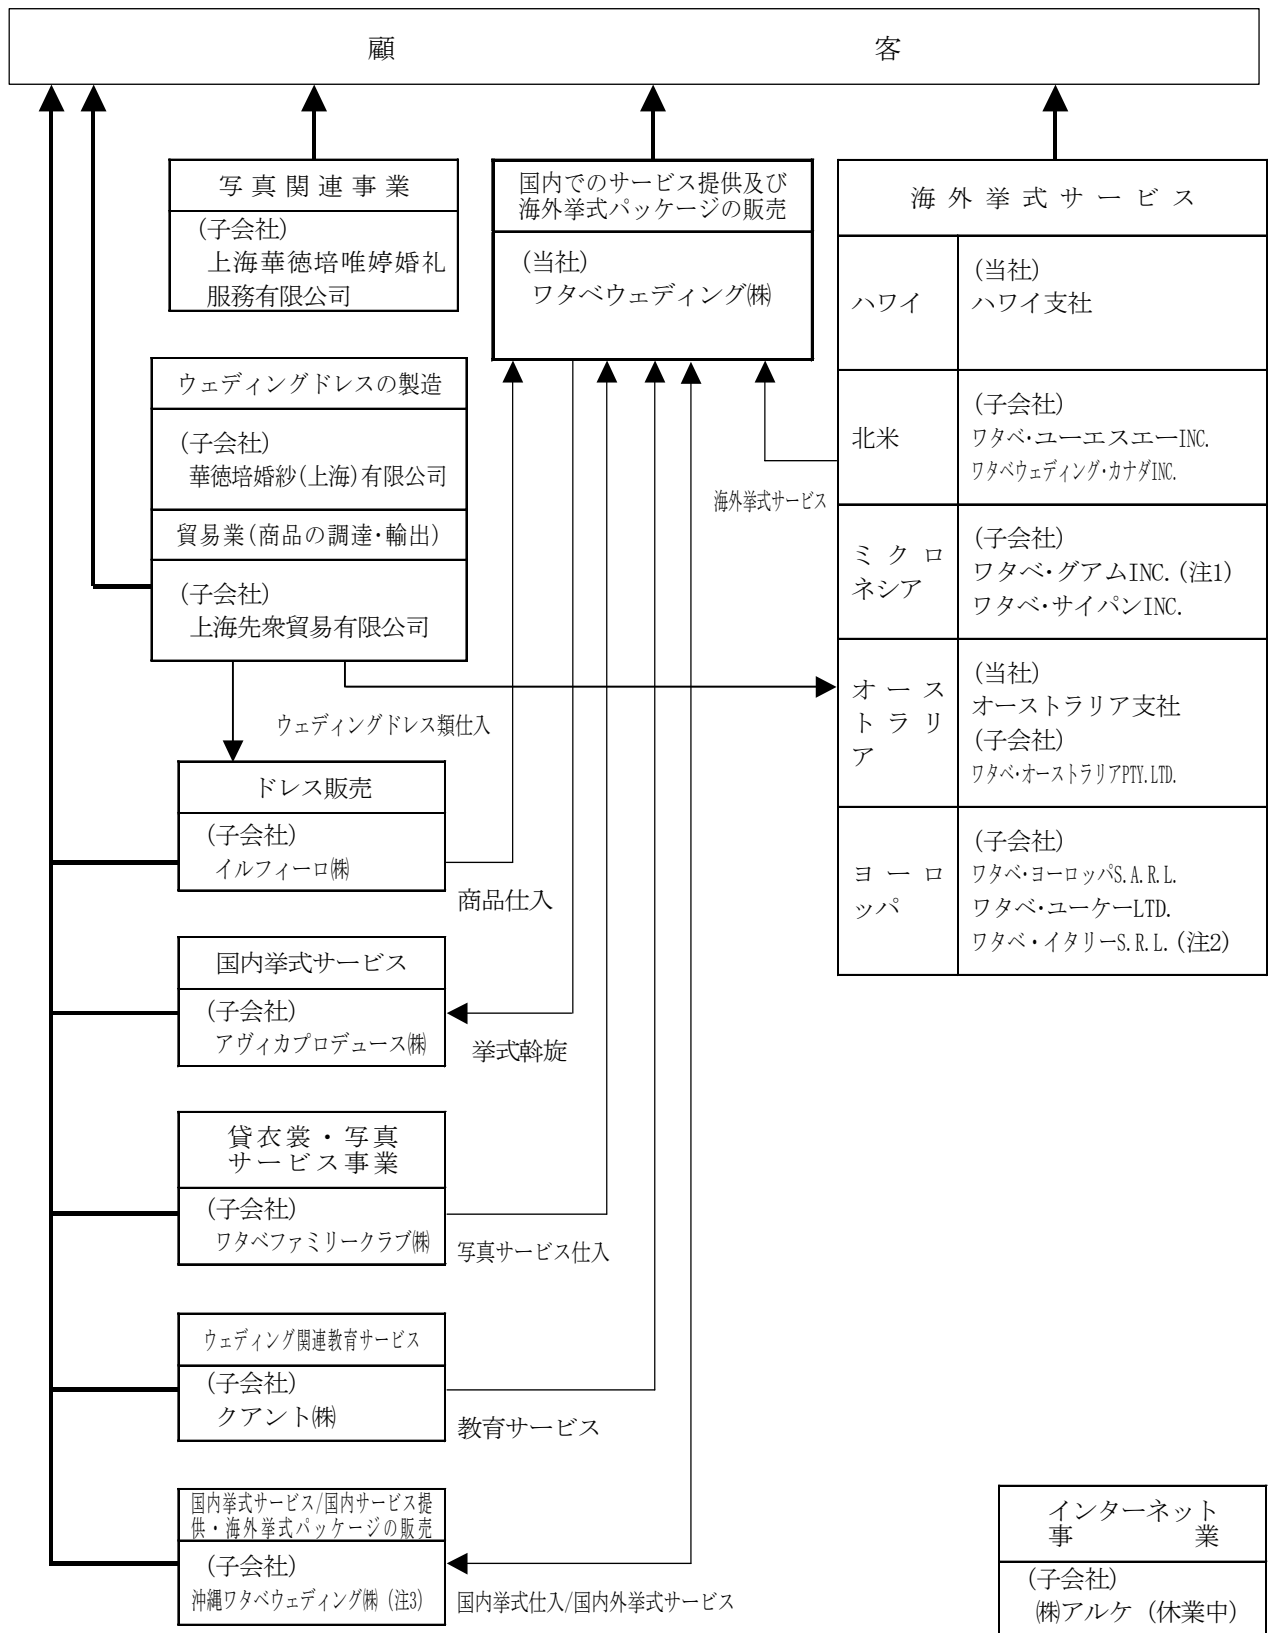 顧客
写真関連事業
(子会社)
上海華徳培唯婷婚礼
服務有限公司
国内でのサービス提供及び
海外挙式パッケージの販売
(当社)
ワタベウェディング㈱
海外挙式サービス
ハワイ
(当社)
ハワイ支社
北米
(子会社)
ワタベ・ユーエスエーINC.
ワタベウェディング・カナダINC.
ミクロ
ネシア
(子会社)
ワタベ・グアムINC.(注1)
ワタベ・サイパンINC.
オース
トラリ
ア
(当社)
オーストラリア支社
(子会社)
ワタベ・オーストラリアPTY.LTD.
ヨーロ
ッパ
(子会社)
ワタベ・ヨーロッパS.A.R.L.
ワタベ・ユーケーLTD.
ワタベ・イタリーS.R.L.(注2)
海外挙式サービス
ウェディングドレスの製造
(子会社)
華徳培婚紗(上海)有限公司
貿易業(商品の調達・輸出)
(子会社)
上海先衆貿易有限公司
ウェディングドレス類仕入
ドレス販売
(子会社)
イルフィーロ㈱
商品仕入
国内挙式サービス
(子会社)
アヴィカプロデュース㈱
挙式斡旋
貸衣裳・写真
サービス事業
(子会社)
ワタベファミリークラブ㈱
写真サービス仕入
ウェディング関連教育サービス
(子会社)
クアント㈱
教育サービス
国内挙式サービス/国内サービス提
供・海外挙式パッケージの販売
(子会社)
沖縄ワタベウェディング㈱(注3)
国内挙式仕入/国内外挙式サービス
インターネット
事業
(子会社)
㈱アルケ(休業中)